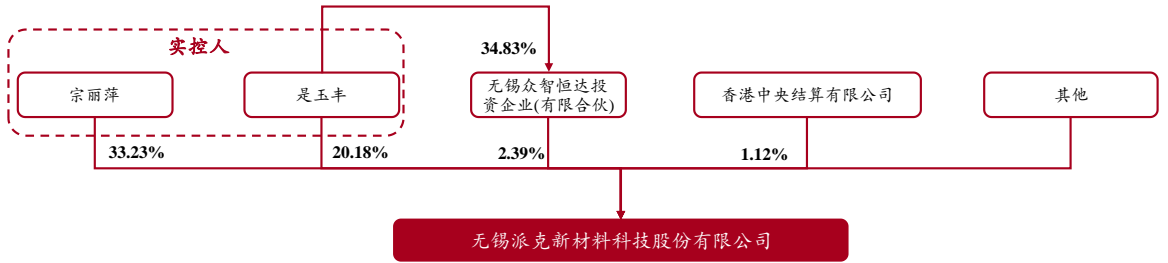 实控人
34.83%
宗丽萍
是玉丰
无锡众智恒达投
资企业(有限合伙)
香港中央结算有限公司
其他
33.23%
20.18%
2.39%
1.12%
无锡派克新材料科技股份有限公司